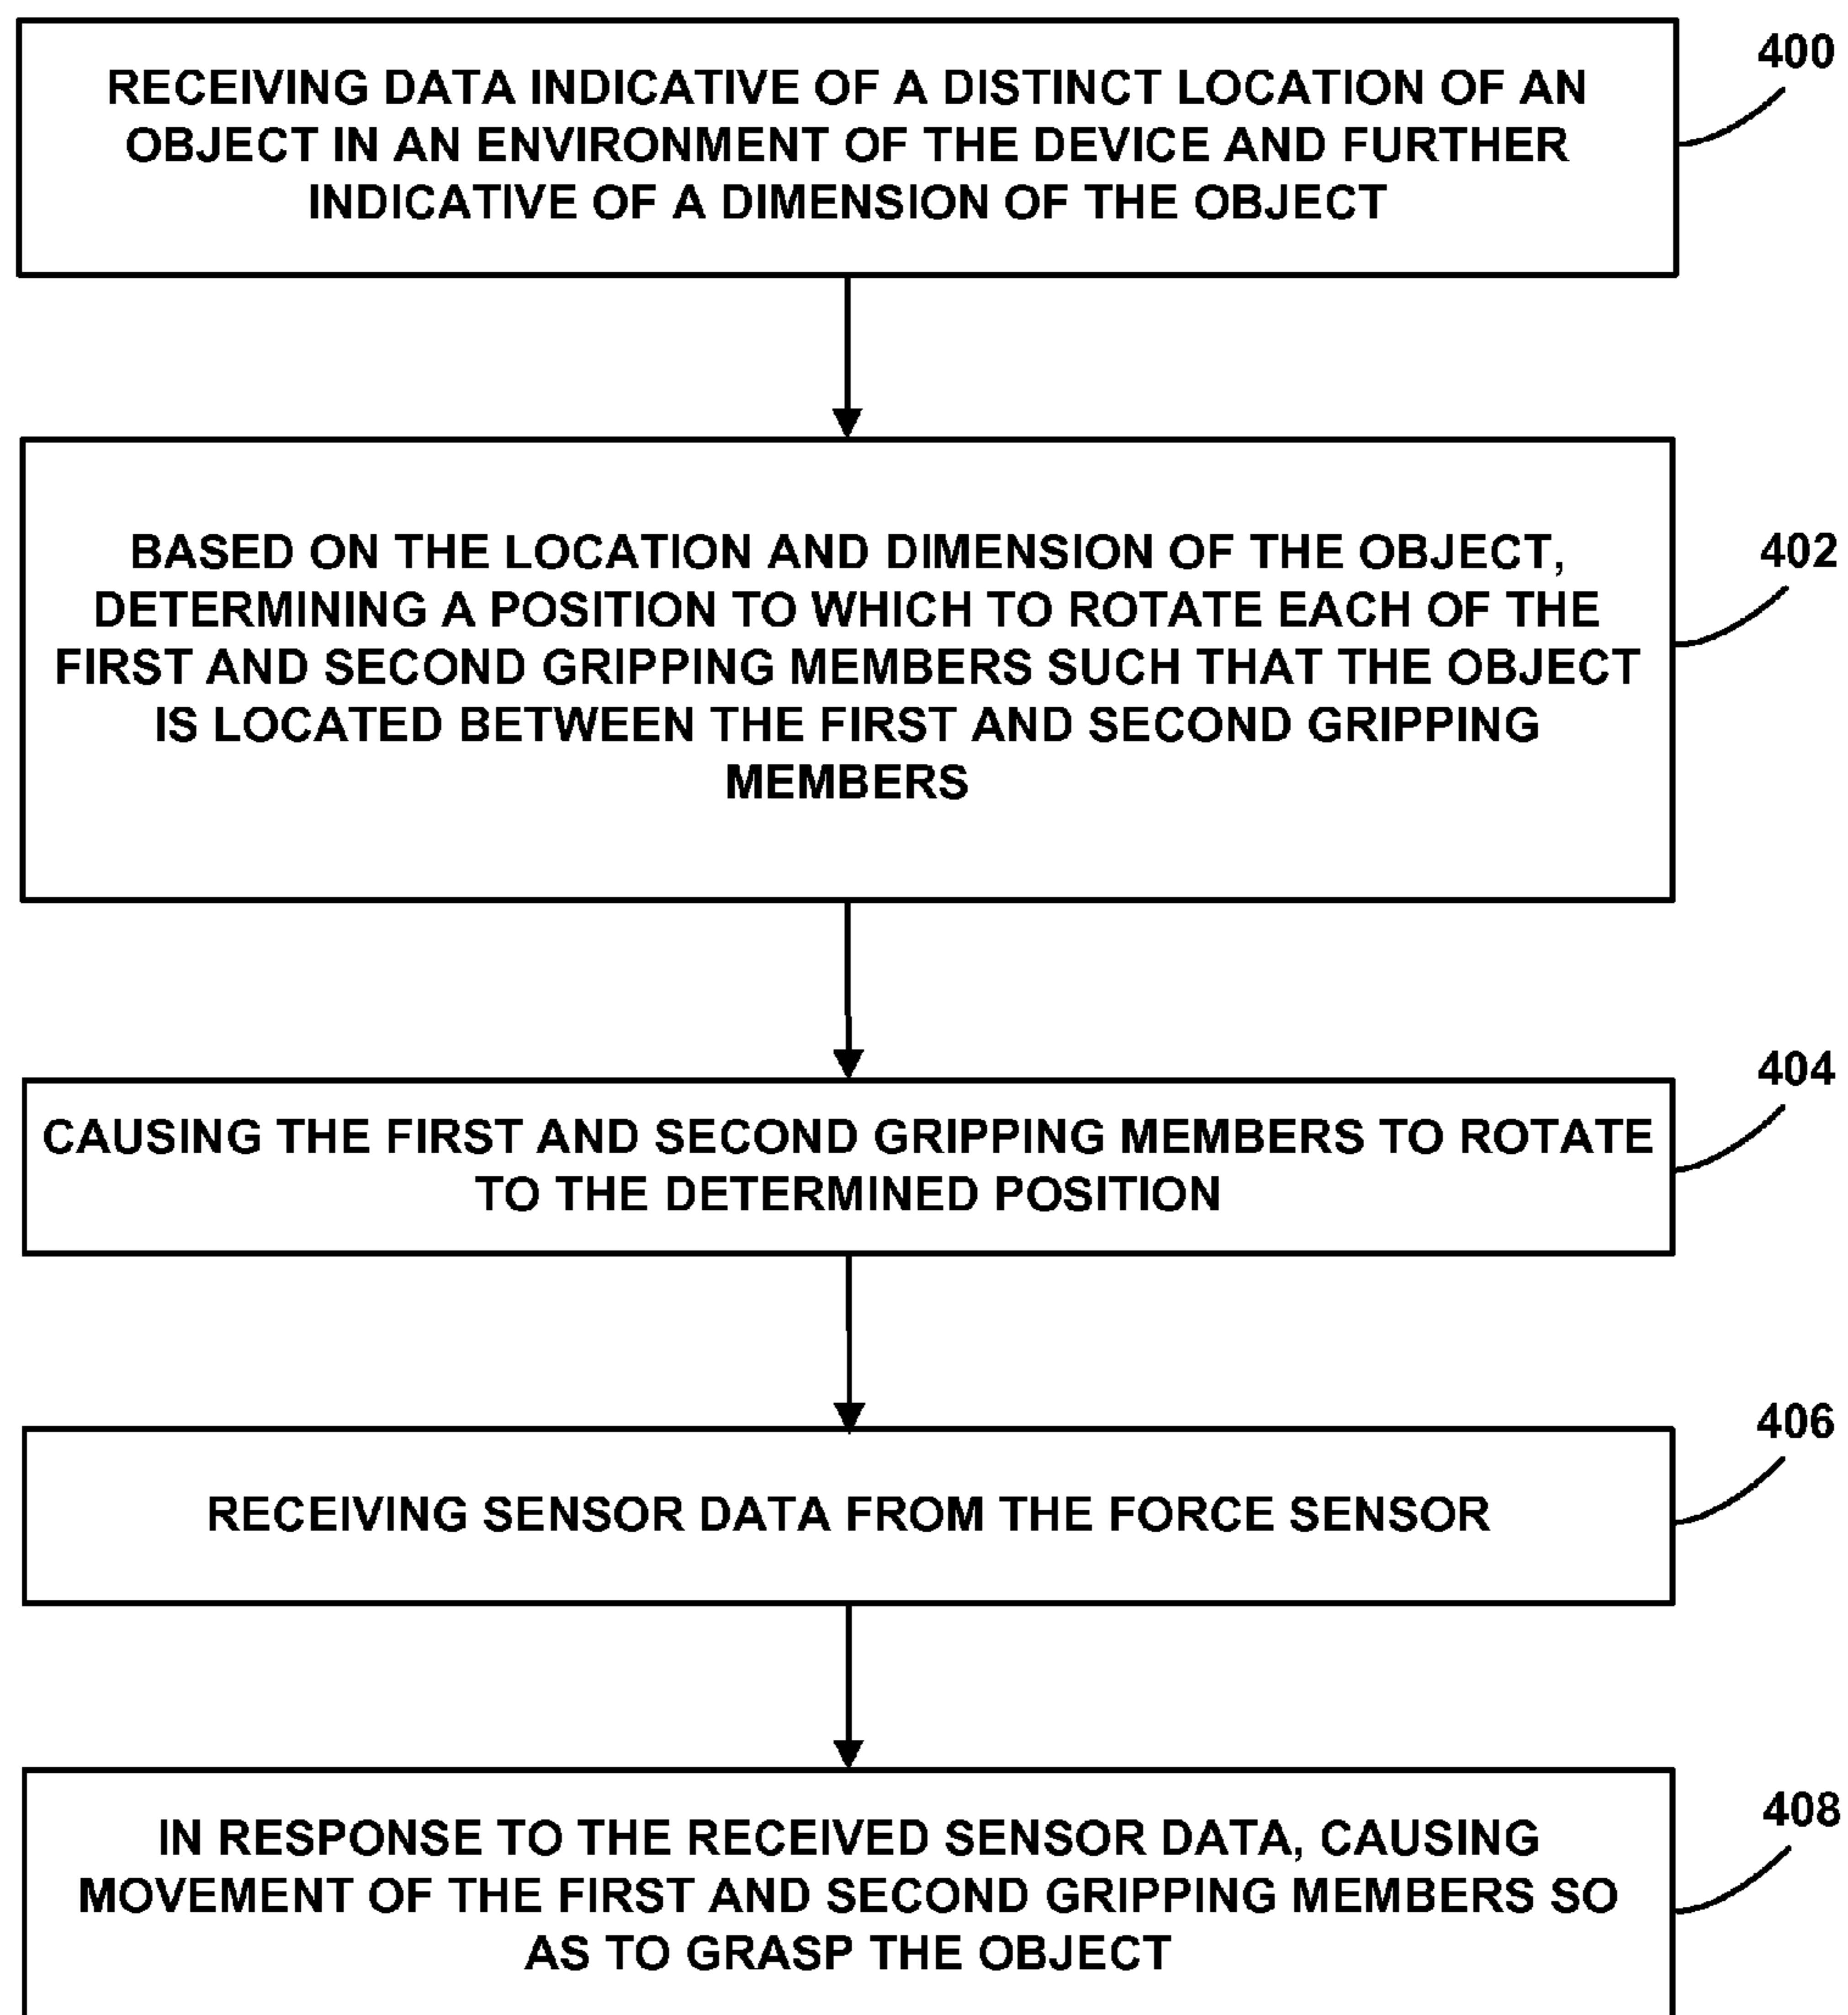 400
RECEIVING DATA INDICATIVE OF A DISTINCT LOCATION OF AN
OBJECT IN AN ENVIRONMENT OF THE DEVICE AND FURTHER
INDICATIVE OF A DIMENSION OF THE OBJECT
402
BASED ON THE LOCATION AND DIMENSION OF THE OBJECT,
DETERMINING A POSITION TO WHICH TO ROTATE EACH OF THE
FIRST AND SECOND GRIPPING MEMBERS SUCH THAT THE OBJECT
IS LOCATED BETWEEN THE FIRST AND SECOND GRIPPING
MEMBERS
404
CAUSING THE FIRST AND SECOND GRIPPING MEMBERS TO ROTATE
TO THE DETERMINED POSITION
406
RECEIVING SENSOR DATA FROM THE FORCE SENSOR
408
IN RESPONSE TO THE RECEIVED SENSOR DATA, CAUSING
MOVEMENT OF THE FIRST AND SECOND GRIPPING MEMBERS SO
AS TO GRASP THE OBJECT